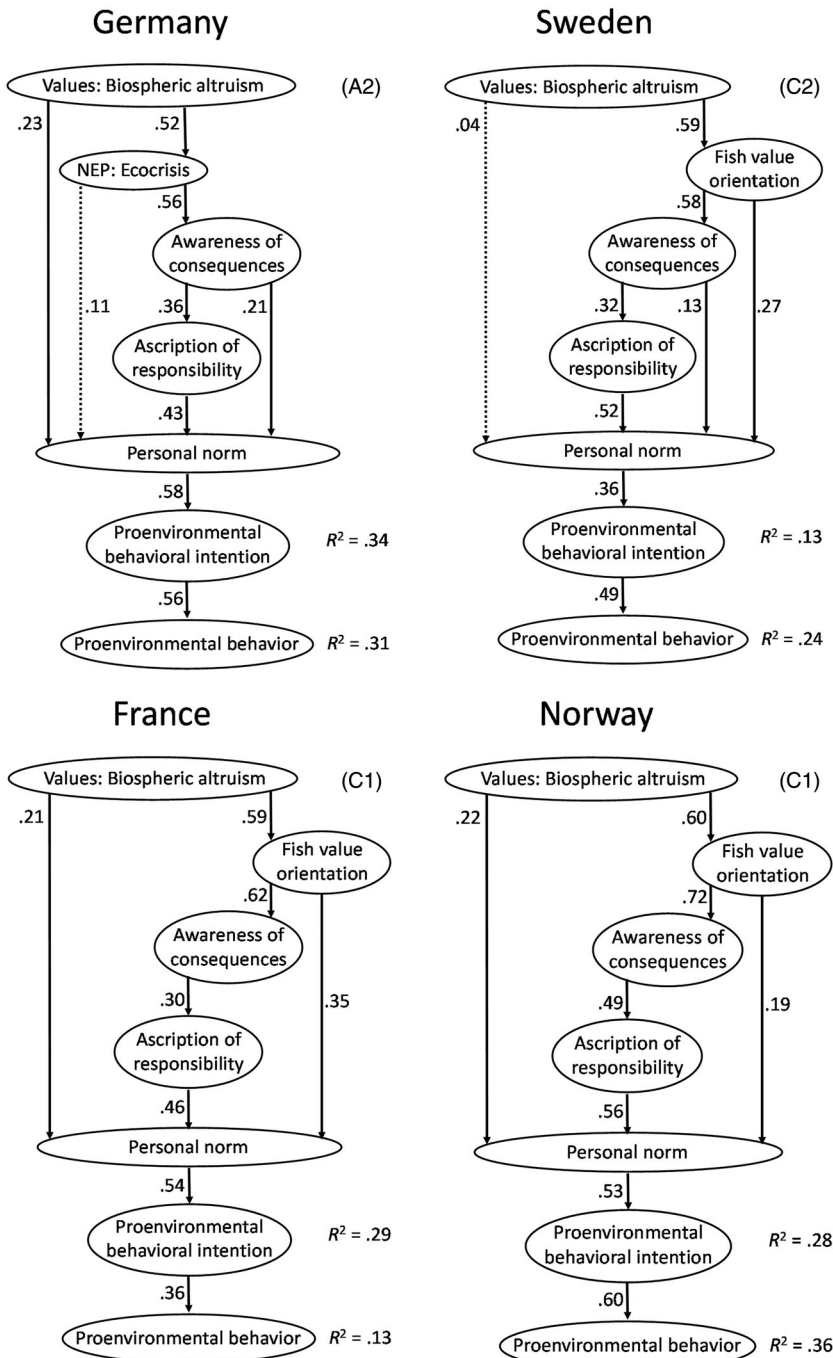 Germany
Values: Biospheric altruism
(A2)
.23
.52
NEP: Ecocrisis
.56
Awareness of
consequences
.11
.36
.21
Ascription of
responsibility
.43
Personal norm
.58
Proenvironmental
behavioral intention
R² = .34
.56
Proenvironmental behavior
R² = .31
Sweden
Values: Biospheric altruism
(C2)
.04
.59
Fish value
orientation
.58
Awareness of
consequences
.32
.13
.27
Ascription of
responsibility
.52
Personal norm
.36
Proenvironmental
behavioral intention
R² = .13
.49
Proenvironmental behavior
R² = .24
France
Values: Biospheric altruism
(C1)
.21
.59
Fish value
orientation
.62
Awareness of
consequences
.30
.35
Ascription of
responsibility
.46
Personal norm
.54
Proenvironmental
behavioral intention
R² = .29
.36
Proenvironmental behavior
R² = .13
Norway
Values: Biospheric altruism
(C1)
.22
.60
Fish value
orientation
.72
Awareness of
consequences
.49
.19
Ascription of
responsibility
.56
Personal norm
.53
Proenvironmental
behavioral intention
R² = .28
.60
Proenvironmental behavior
R² = .36